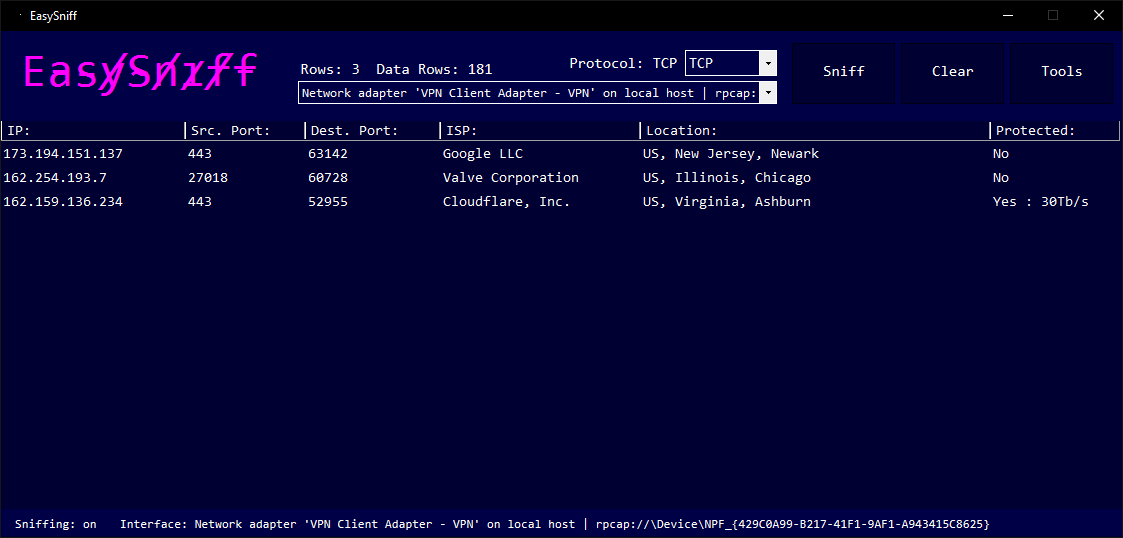 EasySniff
EasySniff
Rows: 3 Data Rows: 181
Protocol: TCP TCP
Network adapter 'VPN Client Adapter - VPN' on local host | rpcap:
Sniff Clear Tools
IP: Src. Port: Dest. Port: ISP: Location: Protected:
173.194.151.137 443 63142 Google LLC US, New Jersey, Newark No
162.254.193.7 27018 60728 Valve Corporation US, Illinois, Chicago No
162.159.136.234 443 52955 Cloudflare, Inc. US, Virginia, Ashburn Yes : 30Tb/s
Sniffing: on Interface: Network adapter 'VPN Client Adapter - VPN' on local host | rpcap://\Device\NPF_{429C0A99-B217-41F1-9AF1-A943415C8625}